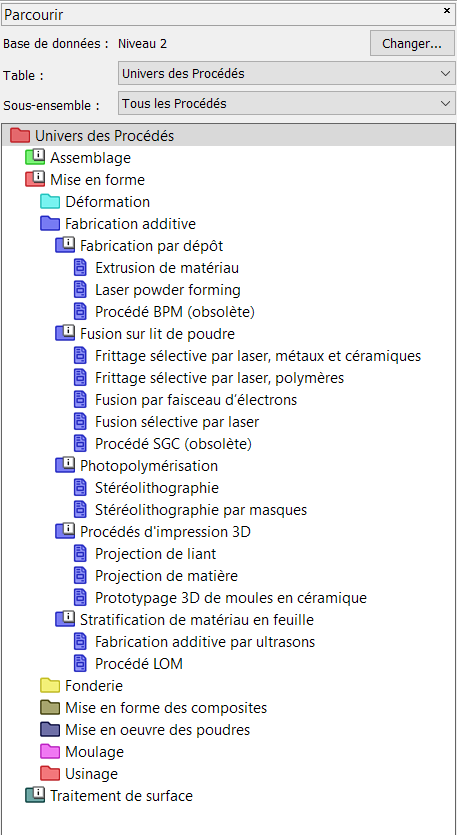 Parcourir
Base de données : Niveau 2 Changer...
Table : Univers des Procédés
Sous-ensemble : Tous les Procédés
Univers des Procédés
Assemblage
Mise en forme
Déformation
Fabrication additive
Fabrication par dépôt
Extrusion de matériau
Laser powder forming
Procédé BPM (obsolète)
Fusion sur lit de poudre
Frittage sélective par laser, métaux et céramiques
Frittage sélective par laser, polymères
Fusion par faisceau d'électrons
Fusion sélective par laser
Procédé SGC (obsolète)
Photopolymérisation
Stéréolithographie
Stéréolithographie par masques
Procédés d'impression 3D
Projection de liant
Projection de matière
Prototypage 3D de moules en céramique
Stratification de matériau en feuille
Fabrication additive par ultrasons
Procédé LOM
Fonderie
Mise en forme des composites
Mise en oeuvre des poudres
Moulage
Usinage
Traitement de surface